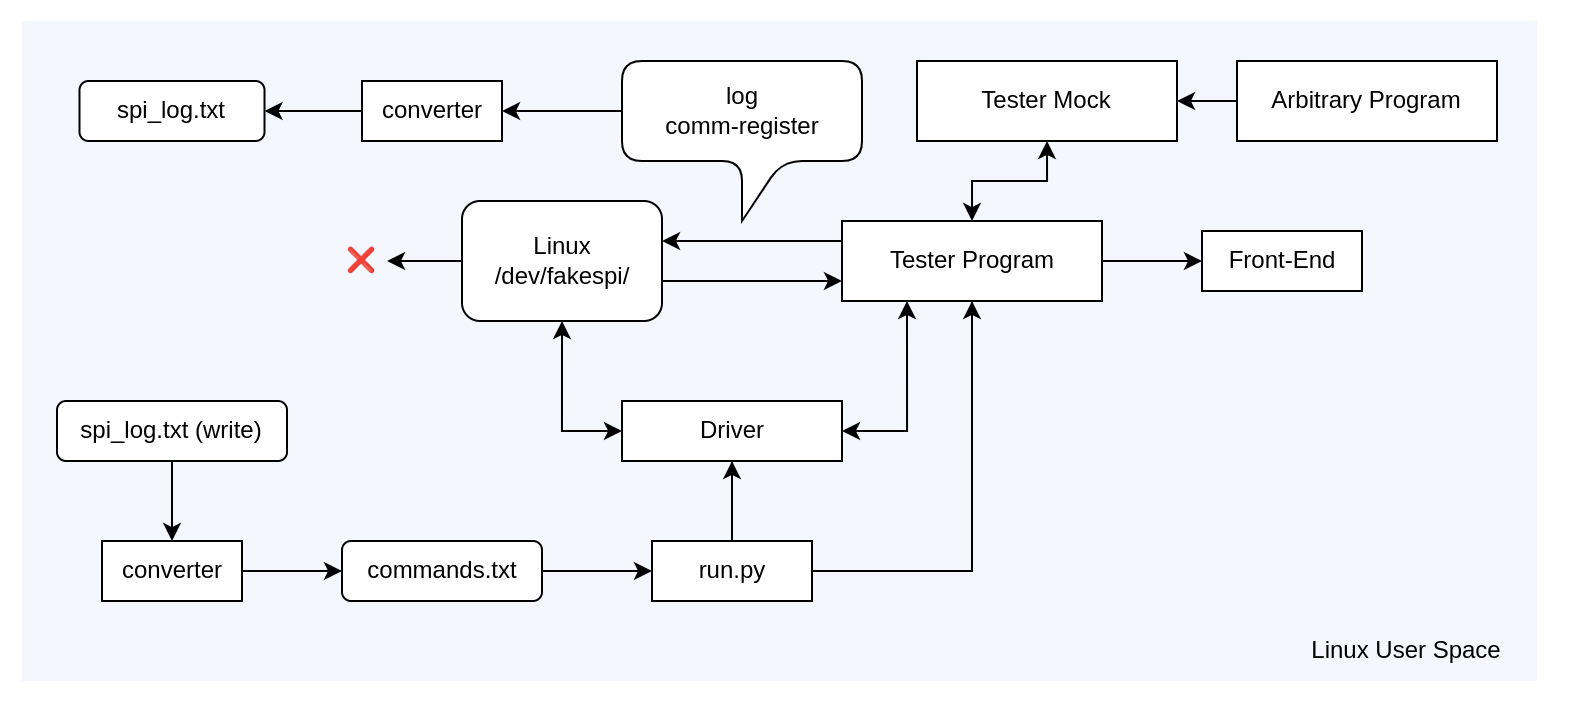 spi_log.txt
converter
log
comm-register
Tester Mock
Arbitrary Program
Linux
/dev/fakespi/
Tester Program
Front-End
spi_log.txt (write)
Driver
converter
commands.txt
run.py
Linux User Space